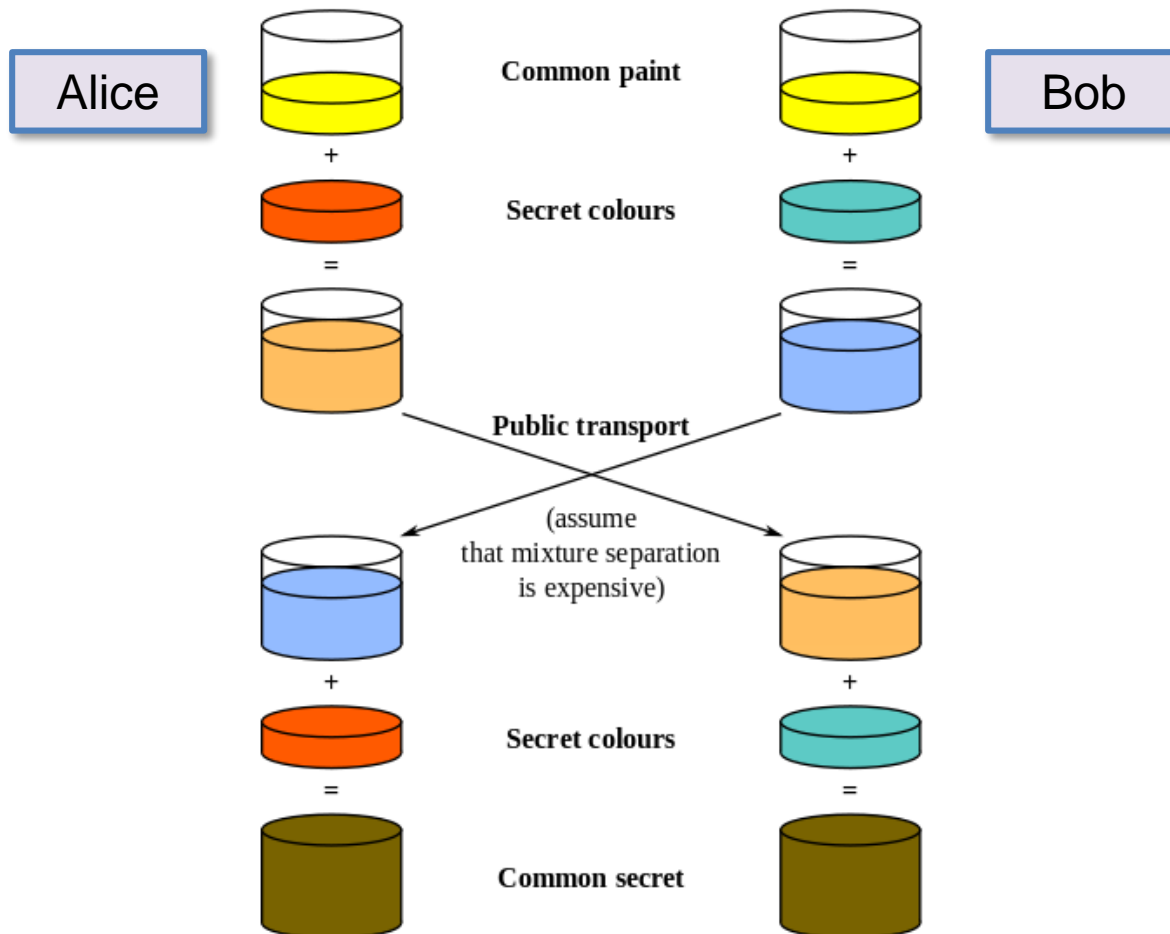 Alice
Common paint
Bob
+
+
Secret colours
=
=
Public transport
(assume
that mixture separation
is expensive)
+
+
Secret colours
=
=
Common secret